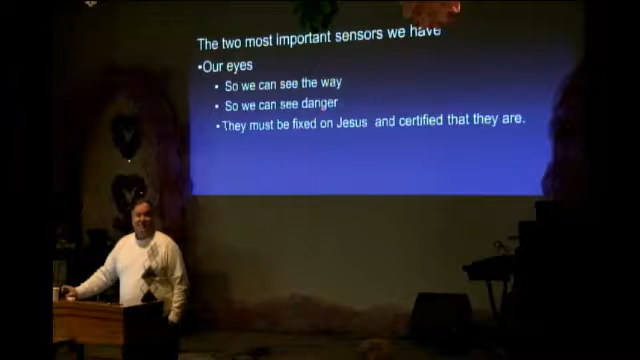 The two most important sensors we have
•Our eyes
• So we can see the way
• So we can see danger
•They must be fixed on Jesus and certified that they are.